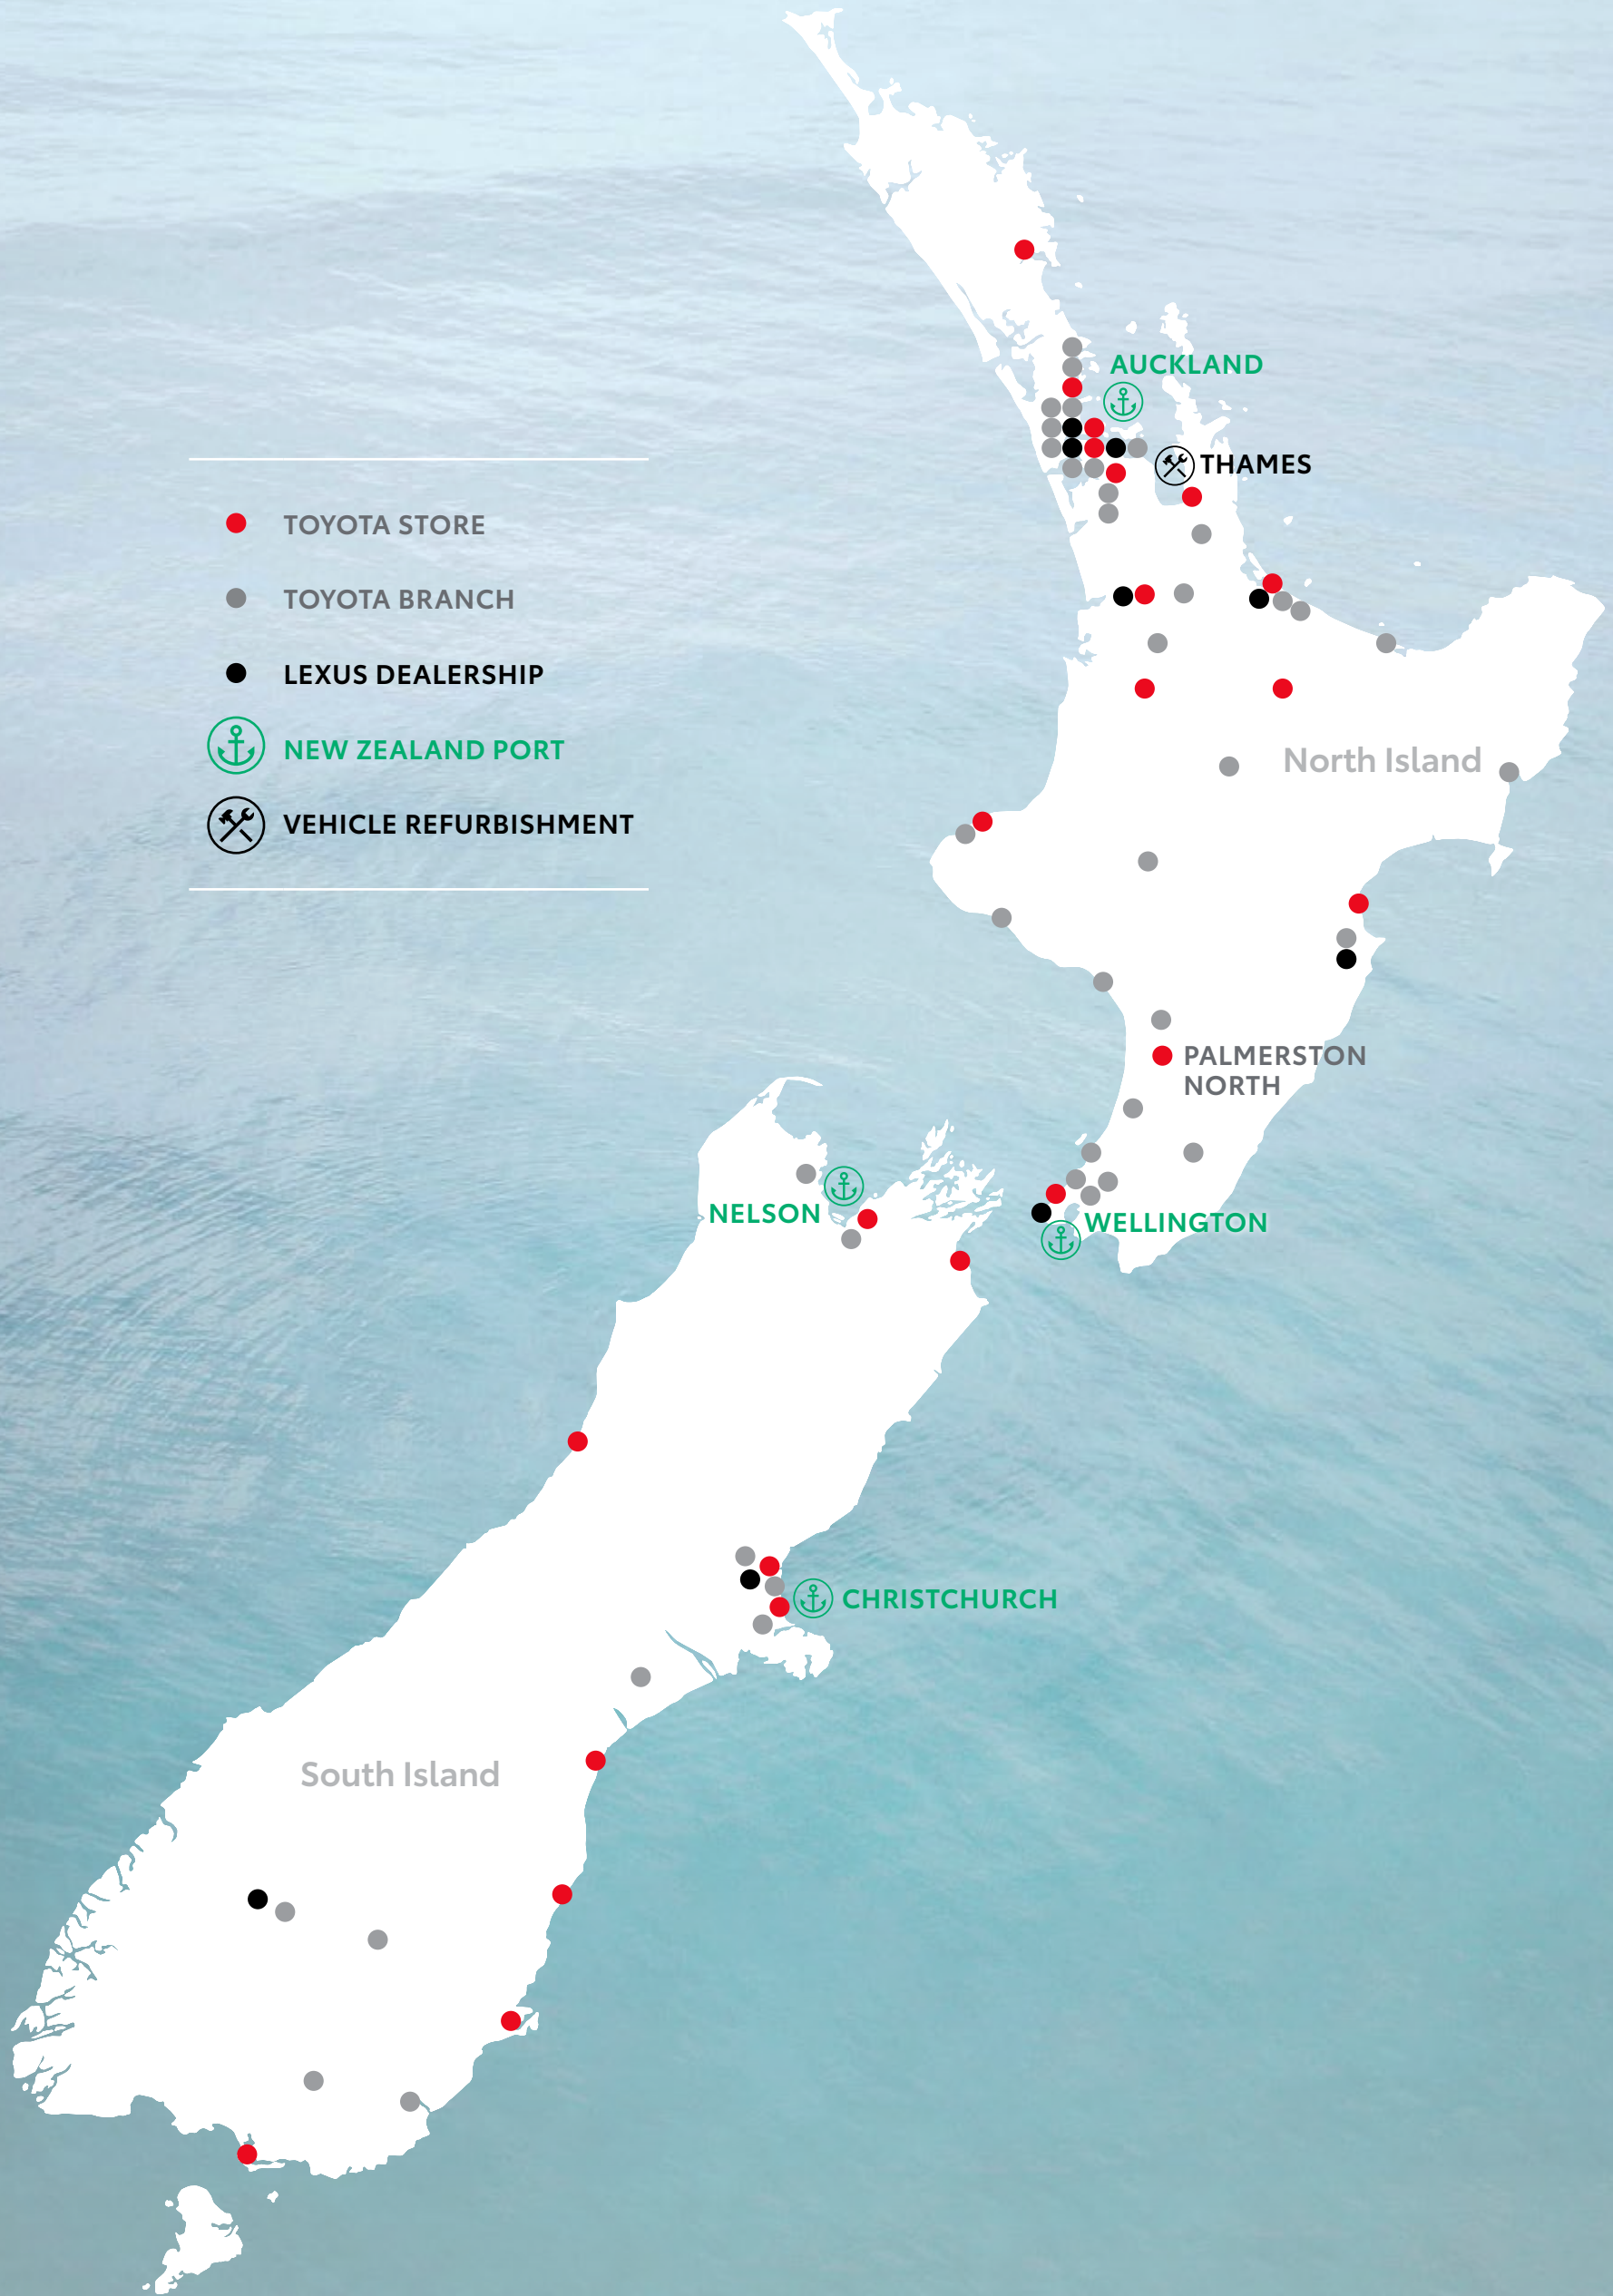 AUCKLAND
THAMES
TOYOTA STORE
TOYOTA BRANCH
LEXUS DEALERSHIP
NEW ZEALAND PORT
VEHICLE REFURBISHMENT
North Island
PALMERSTON
NORTH
NELSON
WELLINGTON
CHRISTCHURCH
South Island